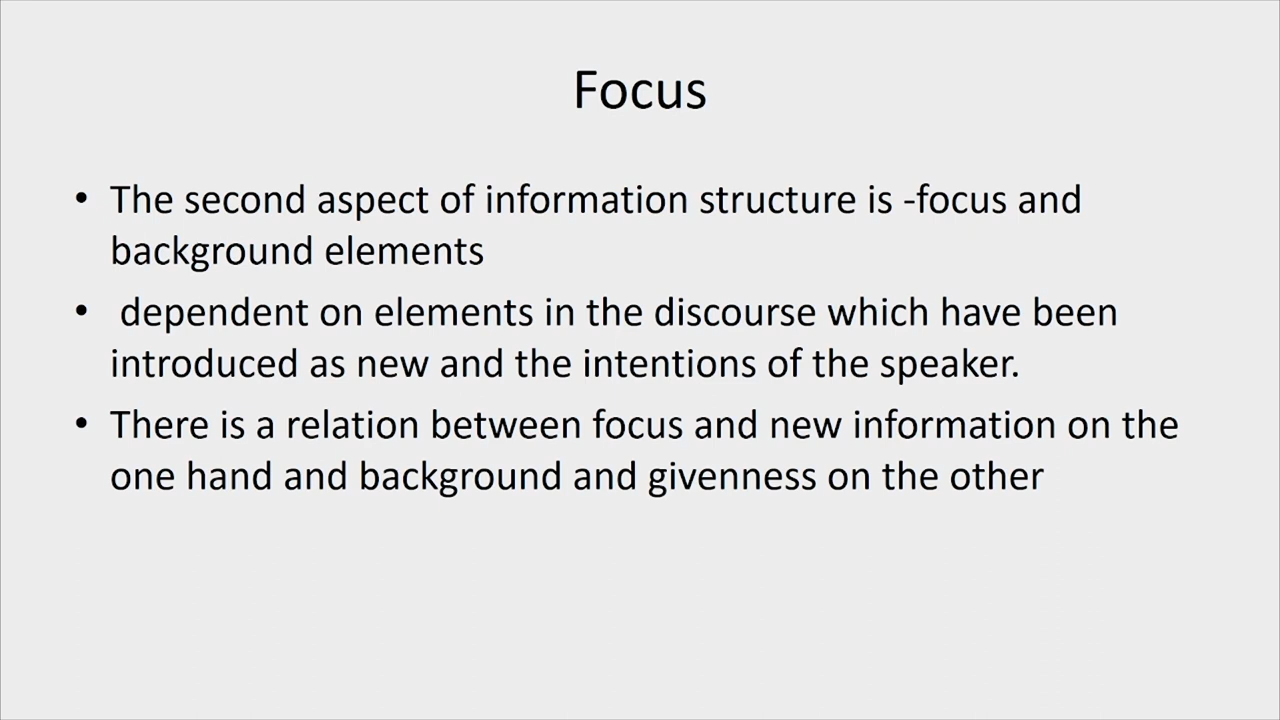 Focus
• The second aspect of information structure is -focus and
background elements
• dependent on elements in the discourse which have been
introduced as new and the intentions of the speaker.
• There is a relation between focus and new information on the
one hand and background and givenness on the other